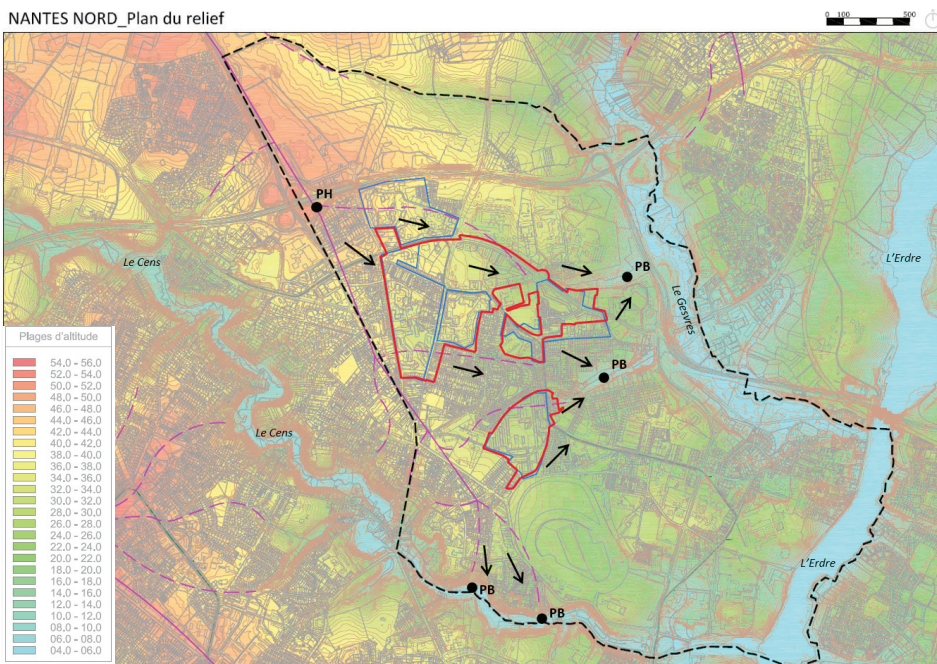 NANTES NORD_Plan du relief
0 100 500
PH
PB
Le Cens
L'Erdre
Le Gesvres
PB
Plages d'altitude
54.0 - 56.0
52.0 - 54.0
50.0 - 52.0
48.0 - 50.0
46.0 - 48.0
44.0 - 46.0
42.0 - 44.0
40.0 - 42.0
38.0 - 40.0
36.0 - 38.0
34.0 - 36.0
32.0 - 34.0
30.0 - 32.0
28.0 - 30.0
26.0 - 28.0
24.0 - 26.0
22.0 - 24.0
20.0 - 22.0
18.0 - 20.0
16.0 - 18.0
14.0 - 16.0
12.0 - 14.0
10.0 - 12.0
08.0 - 10.0
06.0 - 08.0
04.0 - 06.0
Le Cens
L'Erdre
PB
PB